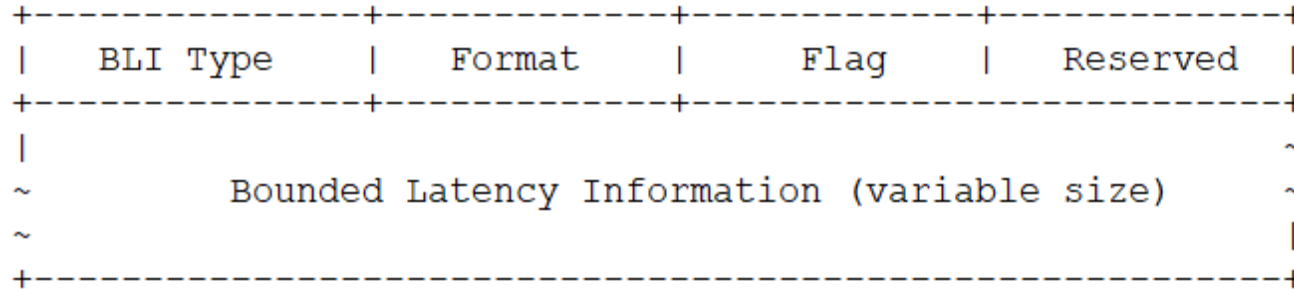 +----------------+-------------+-------------+-------------+
|   BLI Type    |   Format    |     Flag   |   Reserved  |
+----------------+-------------+---------------------------+
|                                                          ~
~         Bounded Latency Information (variable size)      ~
~                                                          |
+----------------------------------------------------------+